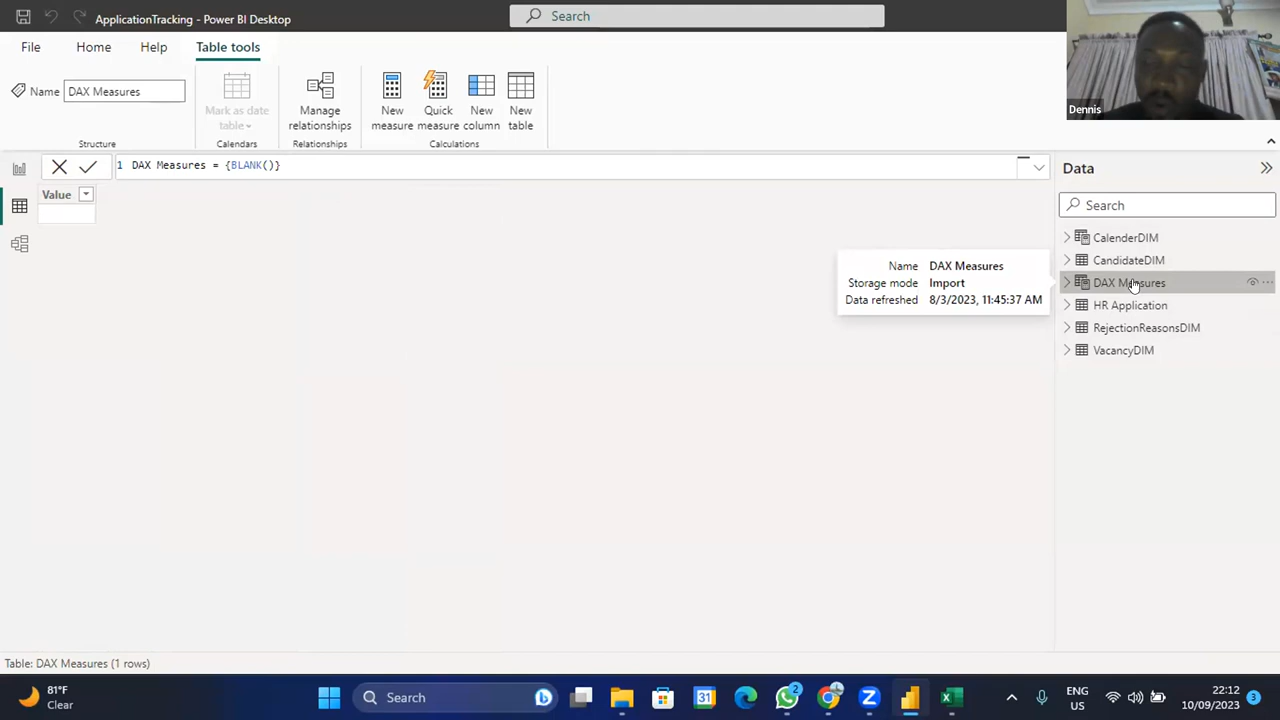 ApplicationTracking - Power BI Desktop
Search
Dennis
File
Home
Help
Table tools
Name
DAX Measures
Mark as date table
Manage relationships
New measure
Quick measure
New column
New table
Structure
Calendars
Relationships
Calculations
1 DAX Measures = {BLANK()}
Value
Data
Search
CalenderDIM
CandidateDIM
DAX Measures
HR Application
RejectionReasonsDIM
VacancyDIM
Name DAX Measures
Storage mode Import
Data refreshed 8/3/2023, 11:45:37 AM
Table: DAX Measures (1 rows)
81°F
Clear
Search
31
2
ENG
US
22:12
10/09/2023
3